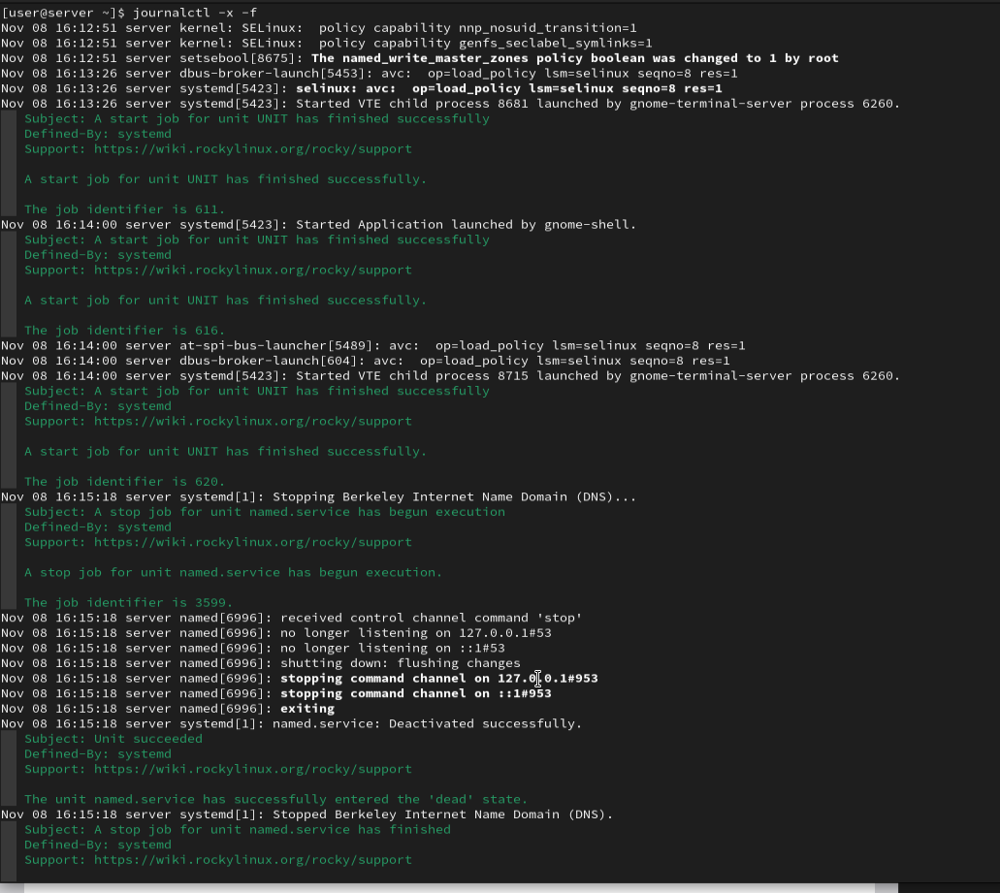 [user@server ~]$ journalctl -x -f
Nov 08 16:12:51 server kernel: SELinux:  policy capability nnp_nosuid_transition=1
Nov 08 16:12:51 server kernel: SELinux:  policy capability genfs_seclabel_symlinks=1
Nov 08 16:12:51 server setsebool[8675]: The named_write_master_zones policy boolean was changed to 1 by root
Nov 08 16:13:26 server dbus-broker-launch[5453]: avc:  op=load_policy lsm=selinux seqno=8 res=1
Nov 08 16:13:26 server systemd[5423]: selinux: avc:  op=load_policy lsm=selinux seqno=8 res=1
Nov 08 16:13:26 server systemd[5423]: Started VTE child process 8681 launched by gnome-terminal-server process 6260.
Subject: A start job for unit UNIT has finished successfully
Defined-By: systemd
Support: https://wiki.rockylinux.org/rocky/support
A start job for unit UNIT has finished successfully.
The job identifier is 611.
Nov 08 16:14:00 server systemd[5423]: Started Application launched by gnome-shell.
Subject: A start job for unit UNIT has finished successfully
Defined-By: systemd
Support: https://wiki.rockylinux.org/rocky/support
A start job for unit UNIT has finished successfully.
The job identifier is 616.
Nov 08 16:14:00 server at-spi-bus-launcher[5489]: avc:  op=load_policy lsm=selinux seqno=8 res=1
Nov 08 16:14:00 server dbus-broker-launch[604]: avc:  op=load_policy lsm=selinux seqno=8 res=1
Nov 08 16:14:00 server systemd[5423]: Started VTE child process 8715 launched by gnome-terminal-server process 6260.
Subject: A start job for unit UNIT has finished successfully
Defined-By: systemd
Support: https://wiki.rockylinux.org/rocky/support
A start job for unit UNIT has finished successfully.
The job identifier is 620.
Nov 08 16:15:18 server systemd[1]: Stopping Berkeley Internet Name Domain (DNS)...
Subject: A stop job for unit named.service has begun execution
Defined-By: systemd
Support: https://wiki.rockylinux.org/rocky/support
A stop job for unit named.service has begun execution.
The job identifier is 3599.
Nov 08 16:15:18 server named[6996]: received control channel command 'stop'
Nov 08 16:15:18 server named[6996]: no longer listening on 127.0.0.1#53
Nov 08 16:15:18 server named[6996]: no longer listening on ::1#53
Nov 08 16:15:18 server named[6996]: shutting down: flushing changes
Nov 08 16:15:18 server named[6996]: stopping command channel on 127.0.0.1#953
Nov 08 16:15:18 server named[6996]: stopping command channel on ::1#953
Nov 08 16:15:18 server named[6996]: exiting
Nov 08 16:15:18 server systemd[1]: named.service: Deactivated successfully.
Subject: Unit succeeded
Defined-By: systemd
Support: https://wiki.rockylinux.org/rocky/support
The unit named.service has successfully entered the 'dead' state.
Nov 08 16:15:18 server systemd[1]: Stopped Berkeley Internet Name Domain (DNS).
Subject: A stop job for unit named.service has finished
Defined-By: systemd
Support: https://wiki.rockylinux.org/rocky/support